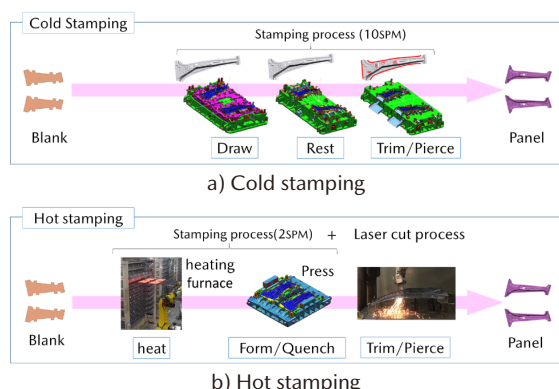 Cold Stamping
Stamping process (10SPM)
Blank
Draw
Rest
Trim/Pierce
Panel
a) Cold stamping
Hot stamping
Stamping process(2SPM) + Laser cut process
heating
furnace
Press
Blank
heat
Form/Quench
Trim/Pierce
Panel
b) Hot stamping